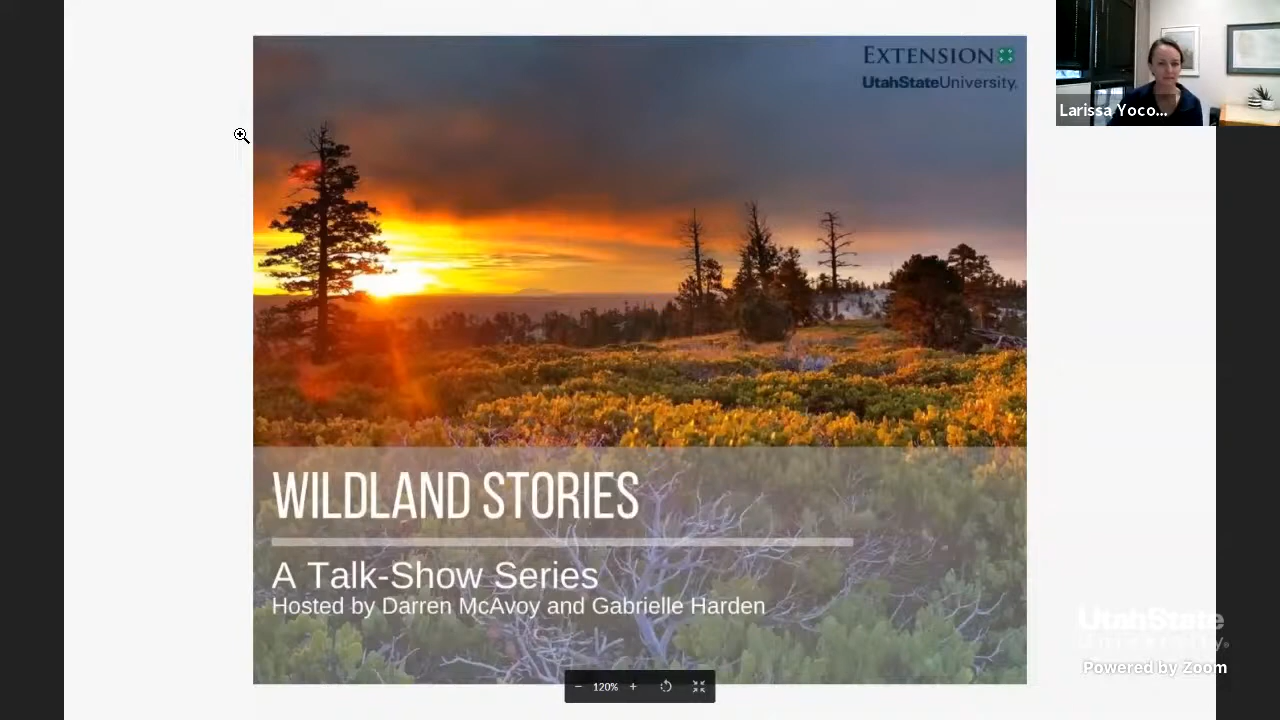 EXTENSION
UtahStateUniversity.
Larissa Yoco...
WILDLAND STORIES
A Talk-Show Series
Hosted by Darren McAvoy and Gabrielle Harden
UtahState
University.
Powered by Zoom
− 120% +